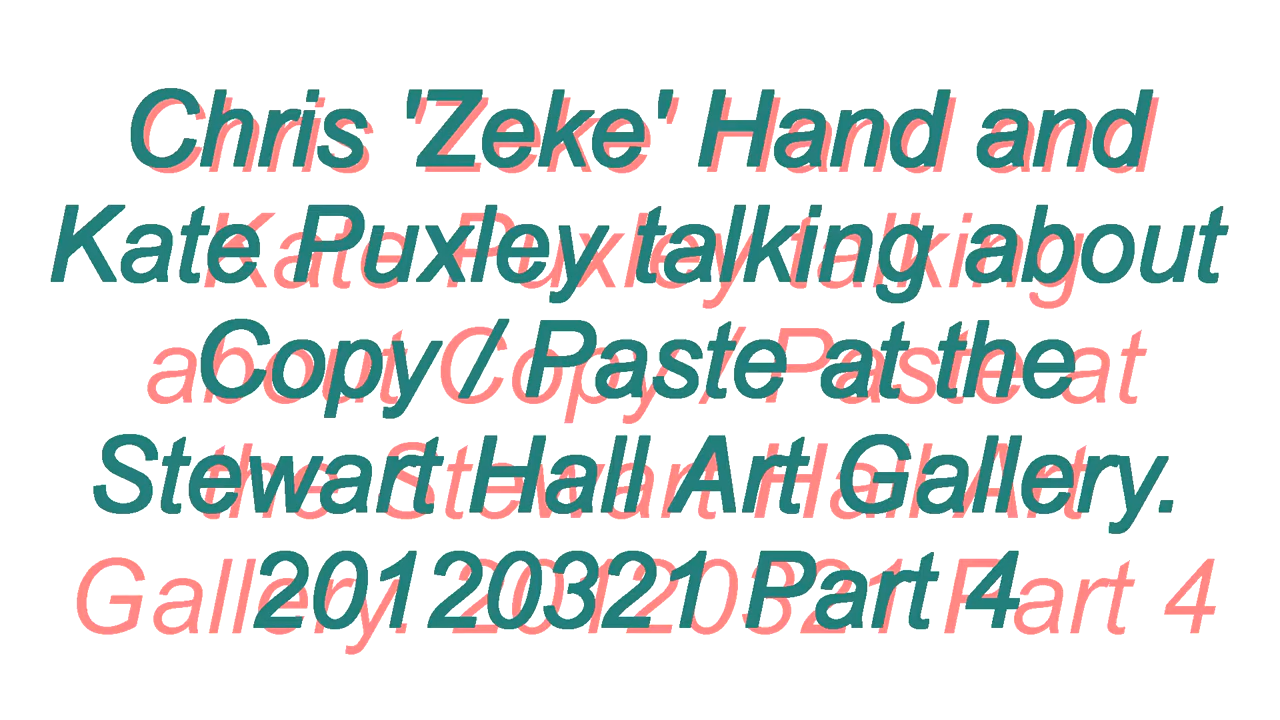 Chris 'Zeke' Hand and
Kate Puxley talking about
Copy / Paste at the
Stewart Hall Art Gallery.
20120321 Part 4